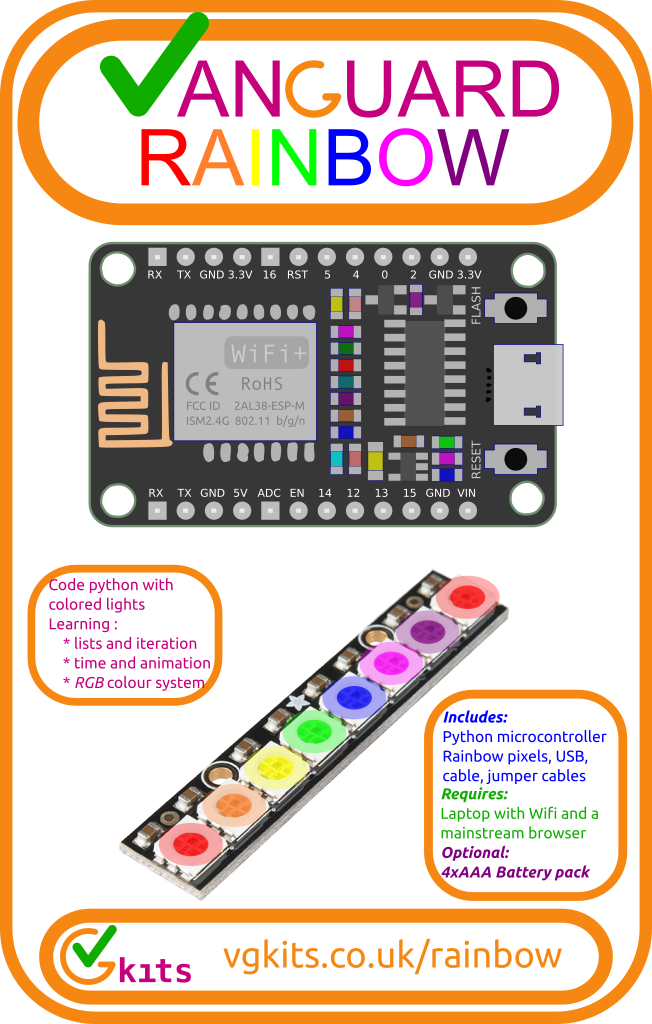 VANGUARD
RAINBOW
RX TX GND 3.3V 16 RST 5 4 0 2 GND 3.3V
FLASH
WiFi+
CE RoHS
FCC ID 2AL38-ESP-M
ISM2.4G 802.11 b/g/n
RESET
RX TX GND 5V ADC EN 14 12 13 15 GND VIN
Code python with
colored lights
Learning :
* lists and iteration
* time and animation
* RGB colour system
Includes:
Python microcontroller
Rainbow pixels, USB,
cable, jumper cables
Requires:
Laptop with Wifi and a
mainstream browser
Optional:
4xAAA Battery pack
VG kits
vgkits.co.uk/rainbow